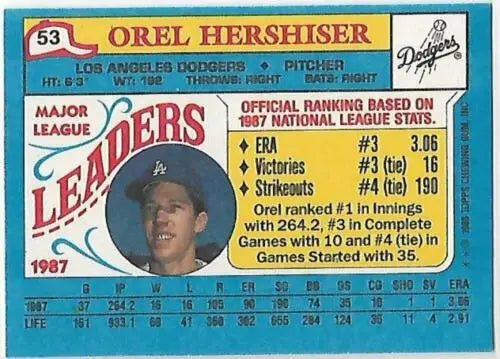 53
OREL HERSHISER
Dodgers
LOS ANGELES DODGERS ♦ PITCHER
HT: 6'3" WT: 192 THROWS: RIGHT BATS: RIGHT
MAJOR
LEAGUE
LEADERS
1987
OFFICIAL RANKING BASED ON
1987 NATIONAL LEAGUE STATS.
♦ ERA #3 3.06
♦ Victories #3 (tie) 16
♦ Strikeouts #4 (tie) 190
Orel ranked #1 in Innings
with 264.2, #3 in Complete
Games with 10 and #4 (tie) in
Games Started with 35.
LA
G IP W L R ER SO BB GS CG SHO SV ERA
1987 37 264.2 16 16 105 90 190 74 35 10 1 1 3.06
LIFE 161 933.1 60 41 360 302 655 284 124 35 11 4 2.91
TOPPS CHEWING GUM, INC.